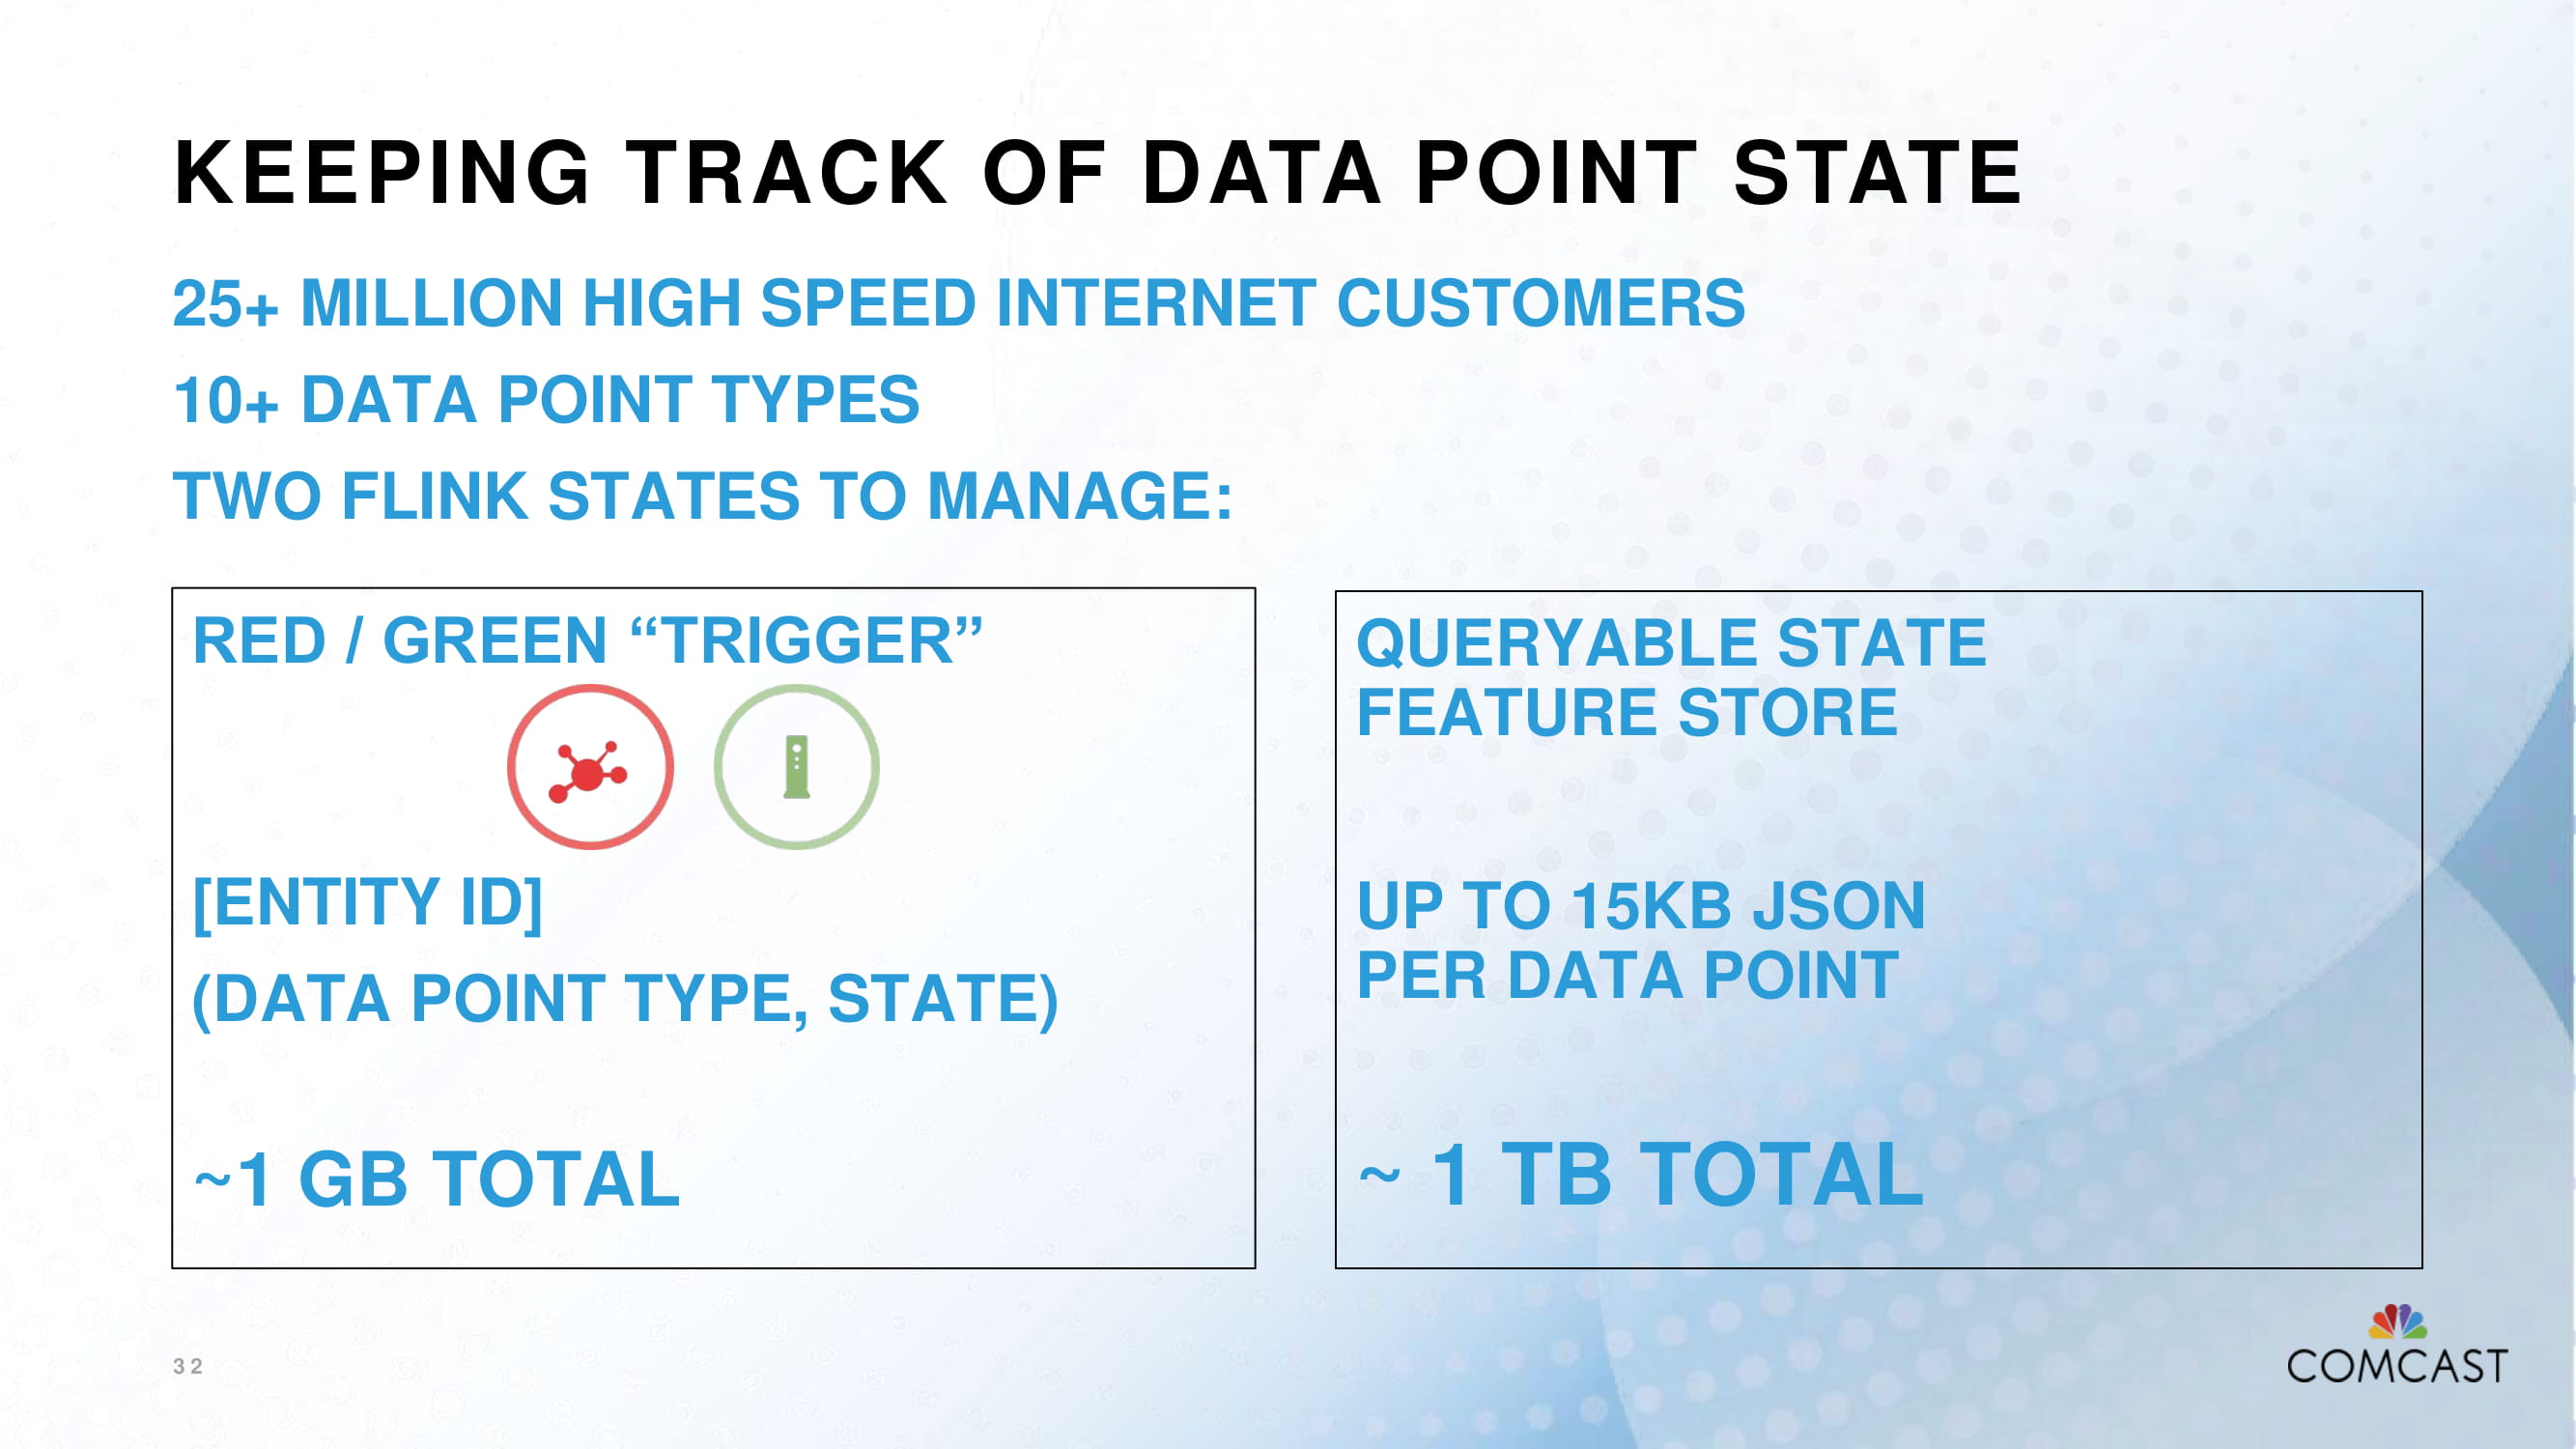 KEEPING TRACK OF DATA POINT STATE
25+ MILLION HIGH SPEED INTERNET CUSTOMERS
10+ DATA POINT TYPES
TWO FLINK STATES TO MANAGE:
RED / GREEN “TRIGGER”
[ENTITY ID]
(DATA POINT TYPE, STATE)
~1 GB TOTAL
QUERYABLE STATE
FEATURE STORE
UP TO 15KB JSON
PER DATA POINT
~ 1 TB TOTAL
32
COMCAST